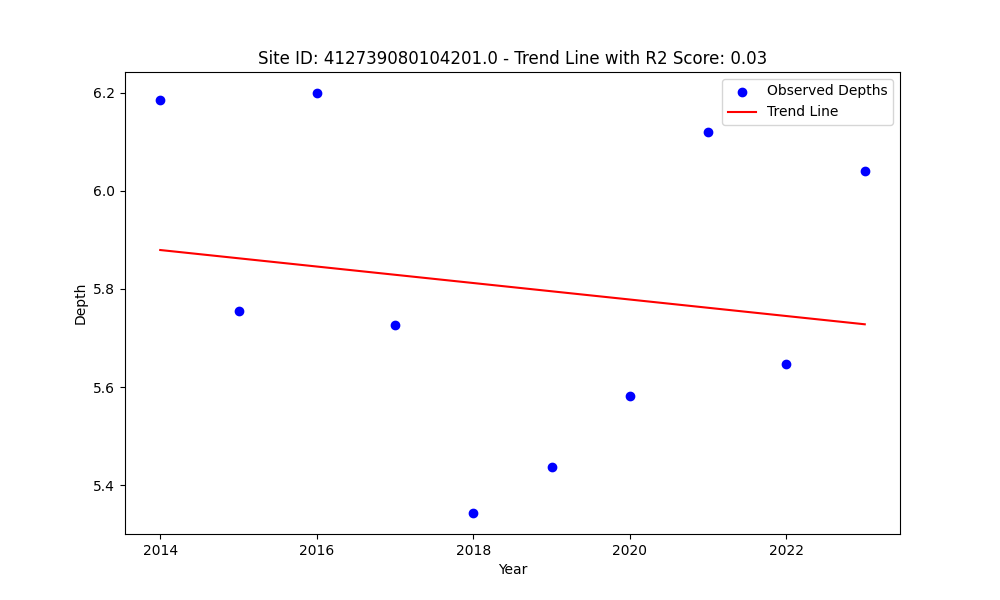 Site ID: 412739080104201.0 - Trend Line with R2 Score: 0.03
Observed Depths
Trend Line
6.2
6.0
5.8
5.6
5.4
Depth
2014
2016
2018
2020
2022
Year